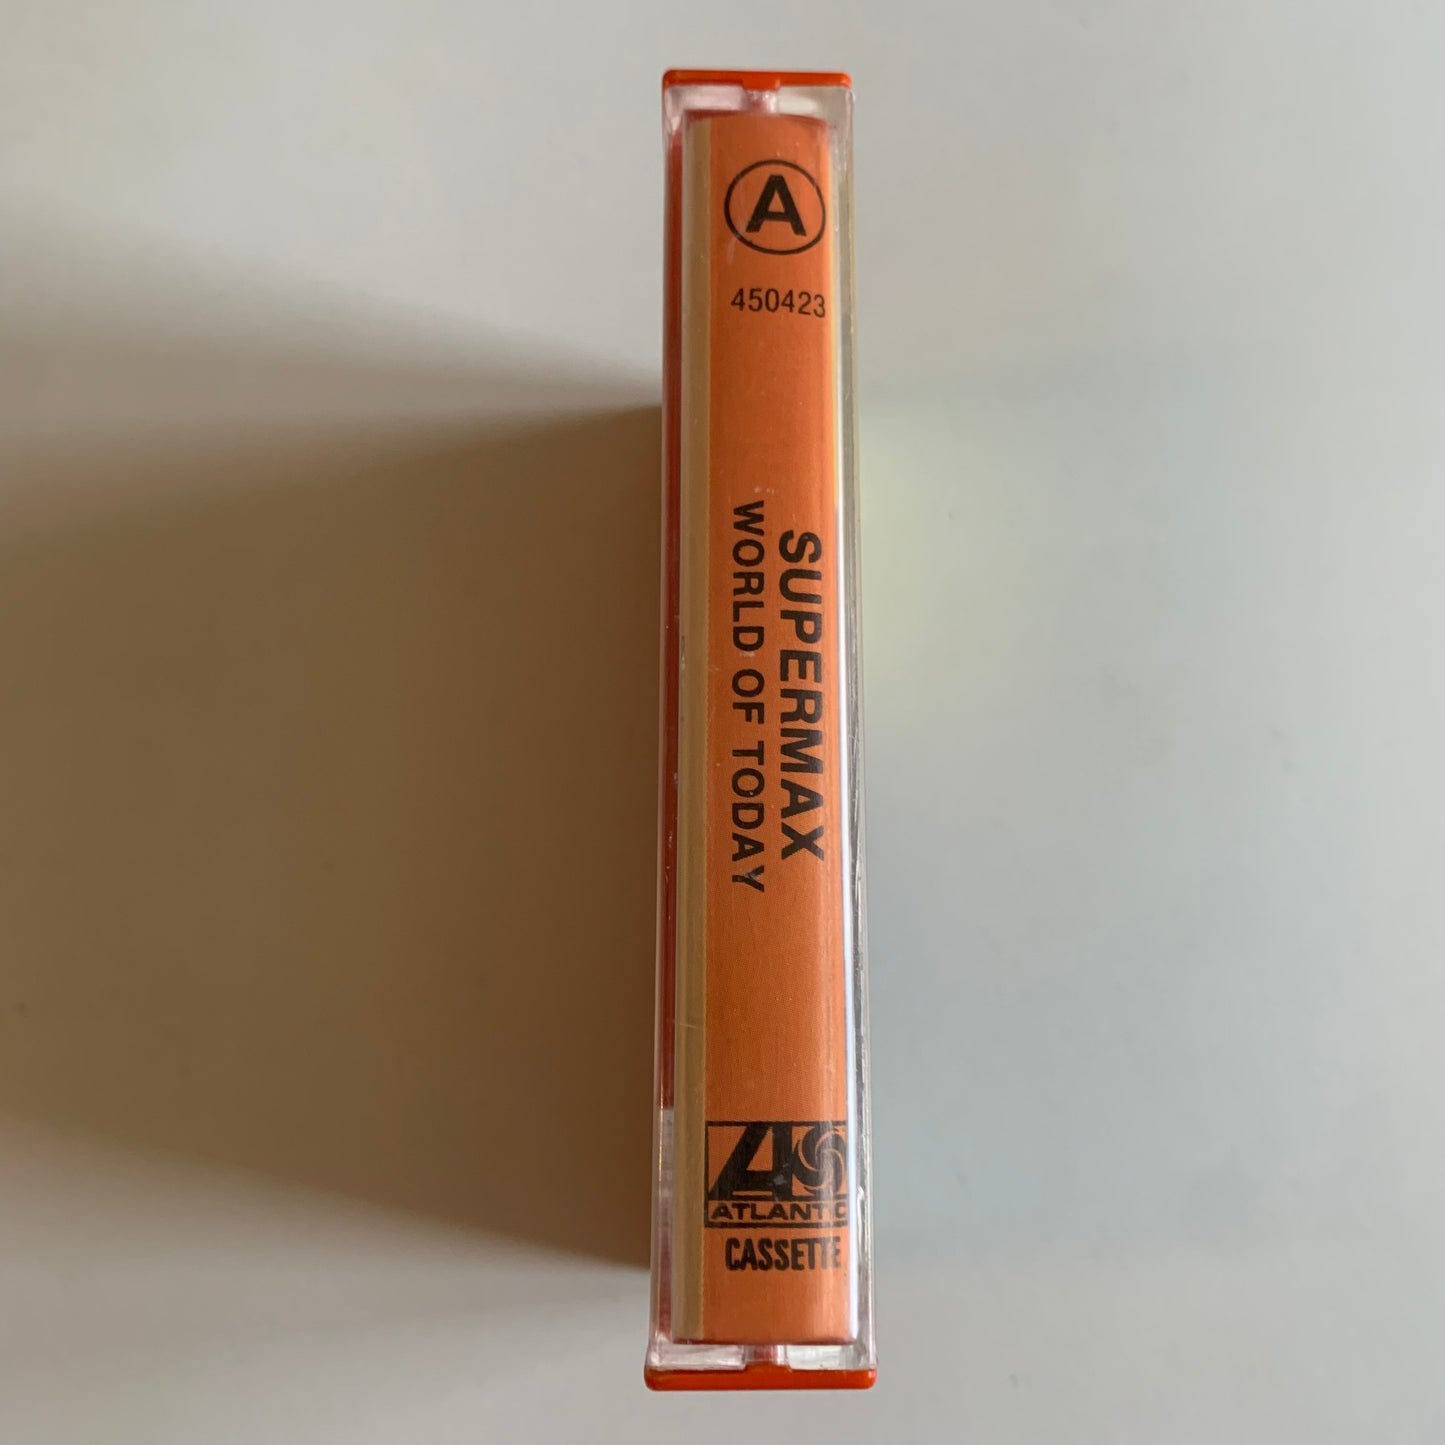 A
450423
SUPERMAX
WORLD OF TODAY
ATLANTIC
CASSETTE